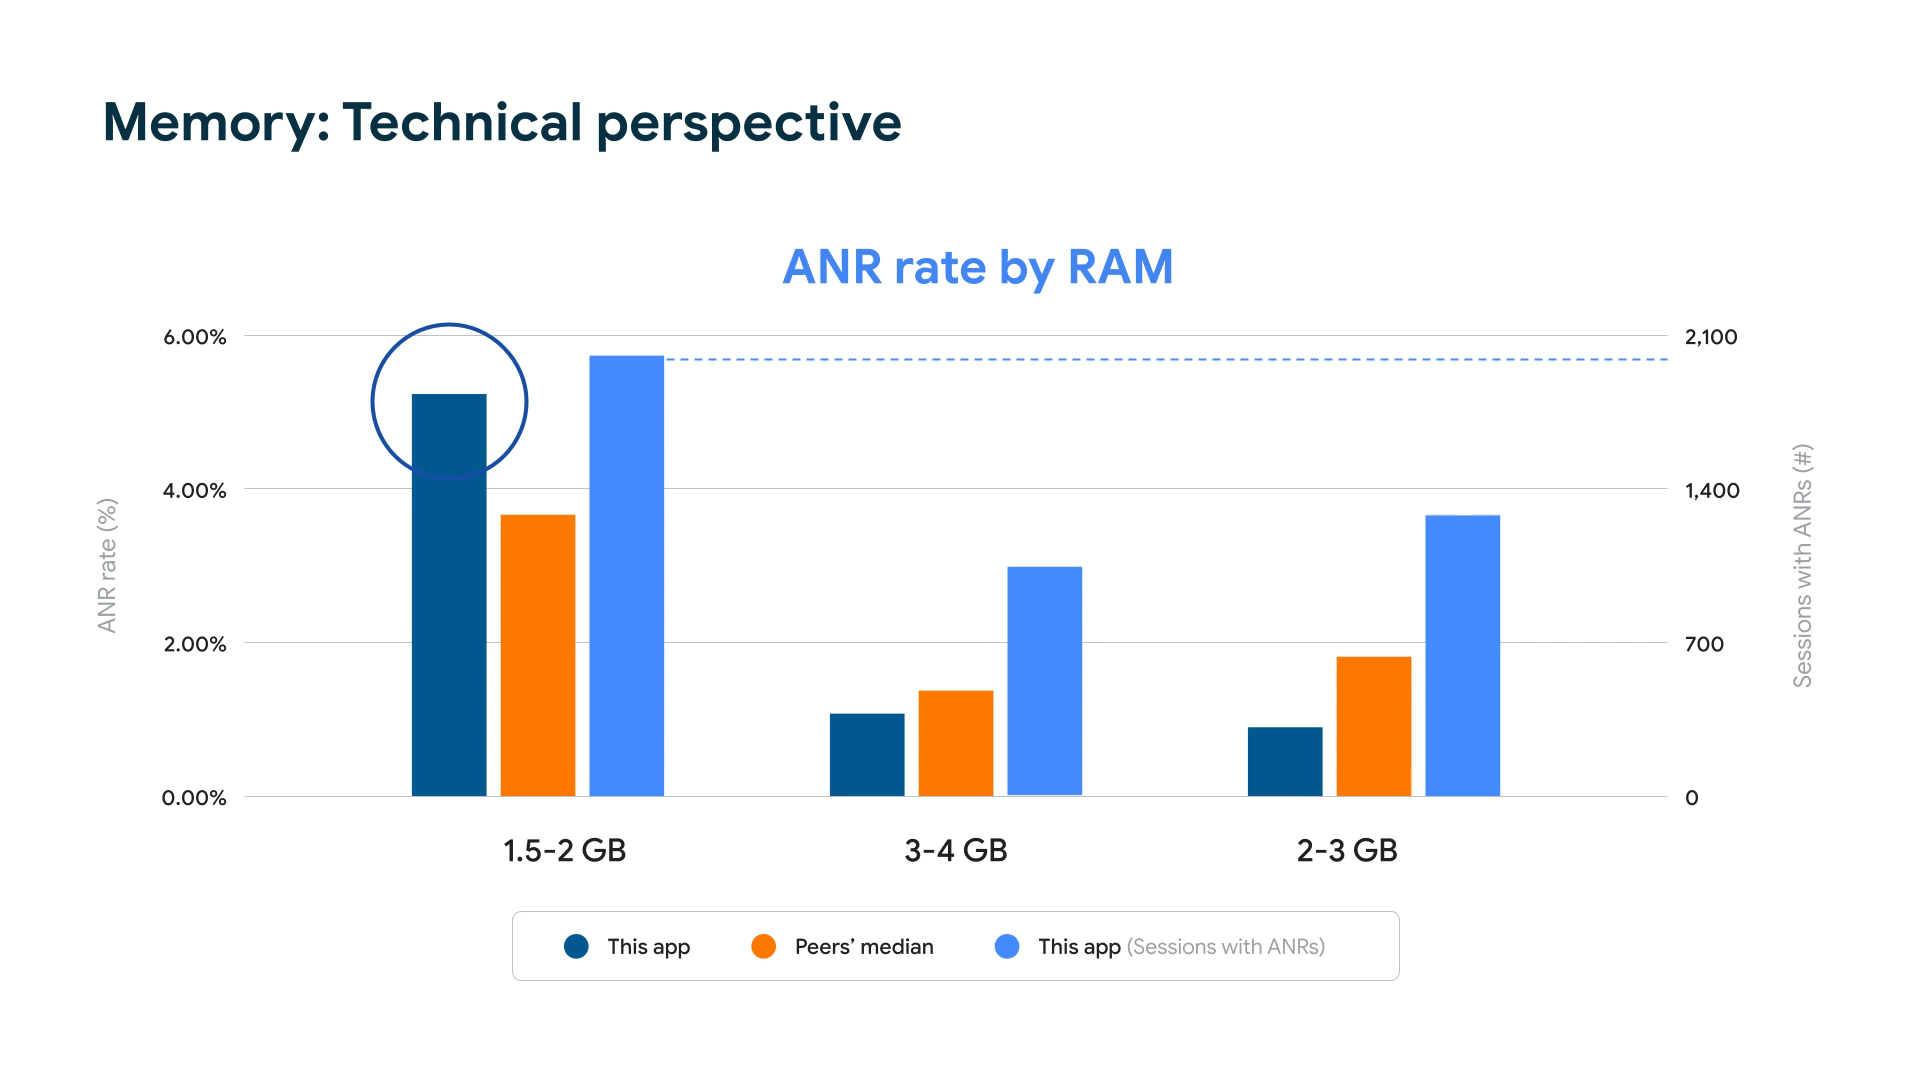 Memory: Technical perspective
ANR rate by RAM
6.00%
2,100
4.00%
1,400
ANR rate (%)
Sessions with ANRs (#)
2.00%
700
0.00%
0
1.5-2 GB
3-4 GB
2-3 GB
This app
Peers’ median
This app (Sessions with ANRs)